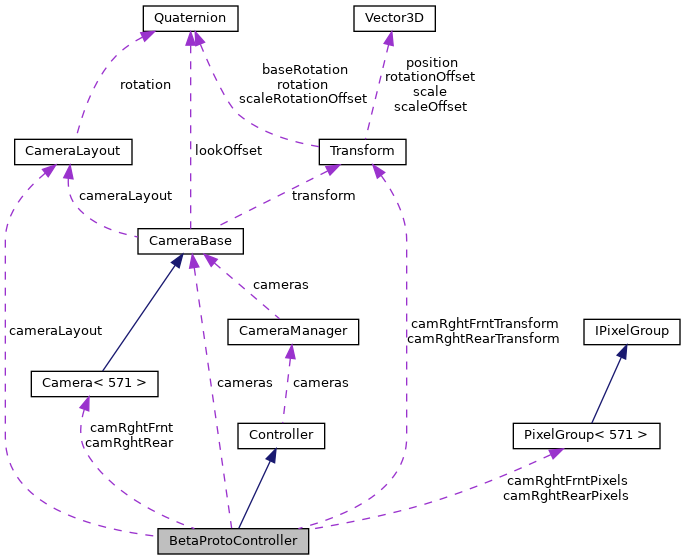 Quaternion
Vector3D
baseRotation
rotation
scaleRotationOffset
position
rotationOffset
scale
scaleOffset
rotation
CameraLayout
lookOffset
Transform
cameraLayout
transform
CameraBase
cameras
cameraLayout
CameraManager
camRghtFrntTransform
camRghtRearTransform
IPixelGroup
Camera< 571 >
cameras
cameras
camRghtFrnt
camRghtRear
Controller
PixelGroup< 571 >
camRghtFrntPixels
camRghtRearPixels
BetaProtoController